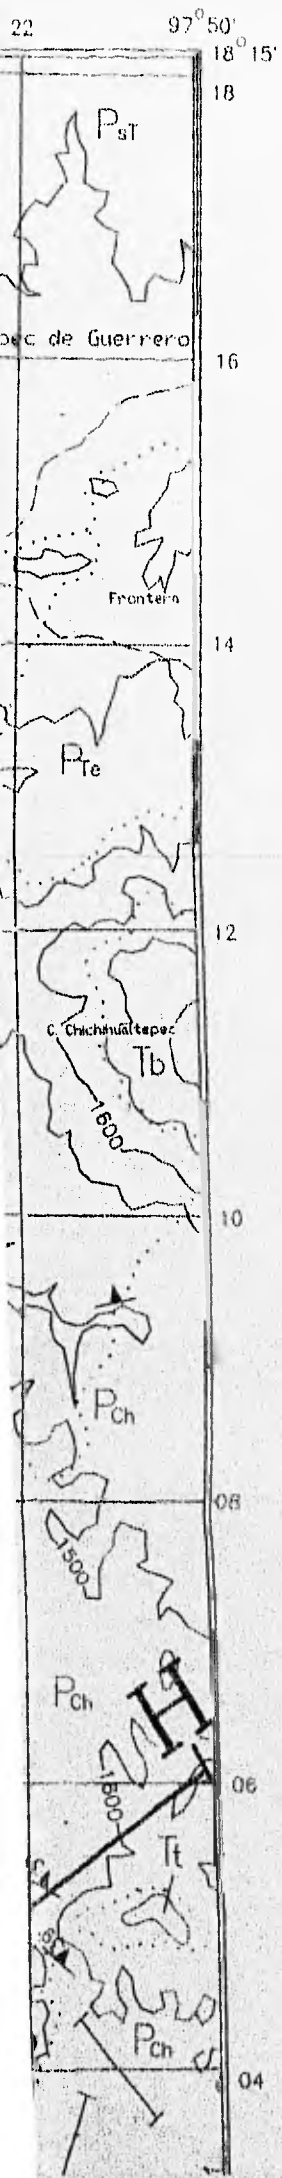 22 97°50'
18°15'
18
PsT
pec de Guerrero
16
Frontera
14
PTe
12
C. Chichihualtepec
Tb
1600
10
PCh
08
1500
PCh
H
06
1600
Tt
PCh
04